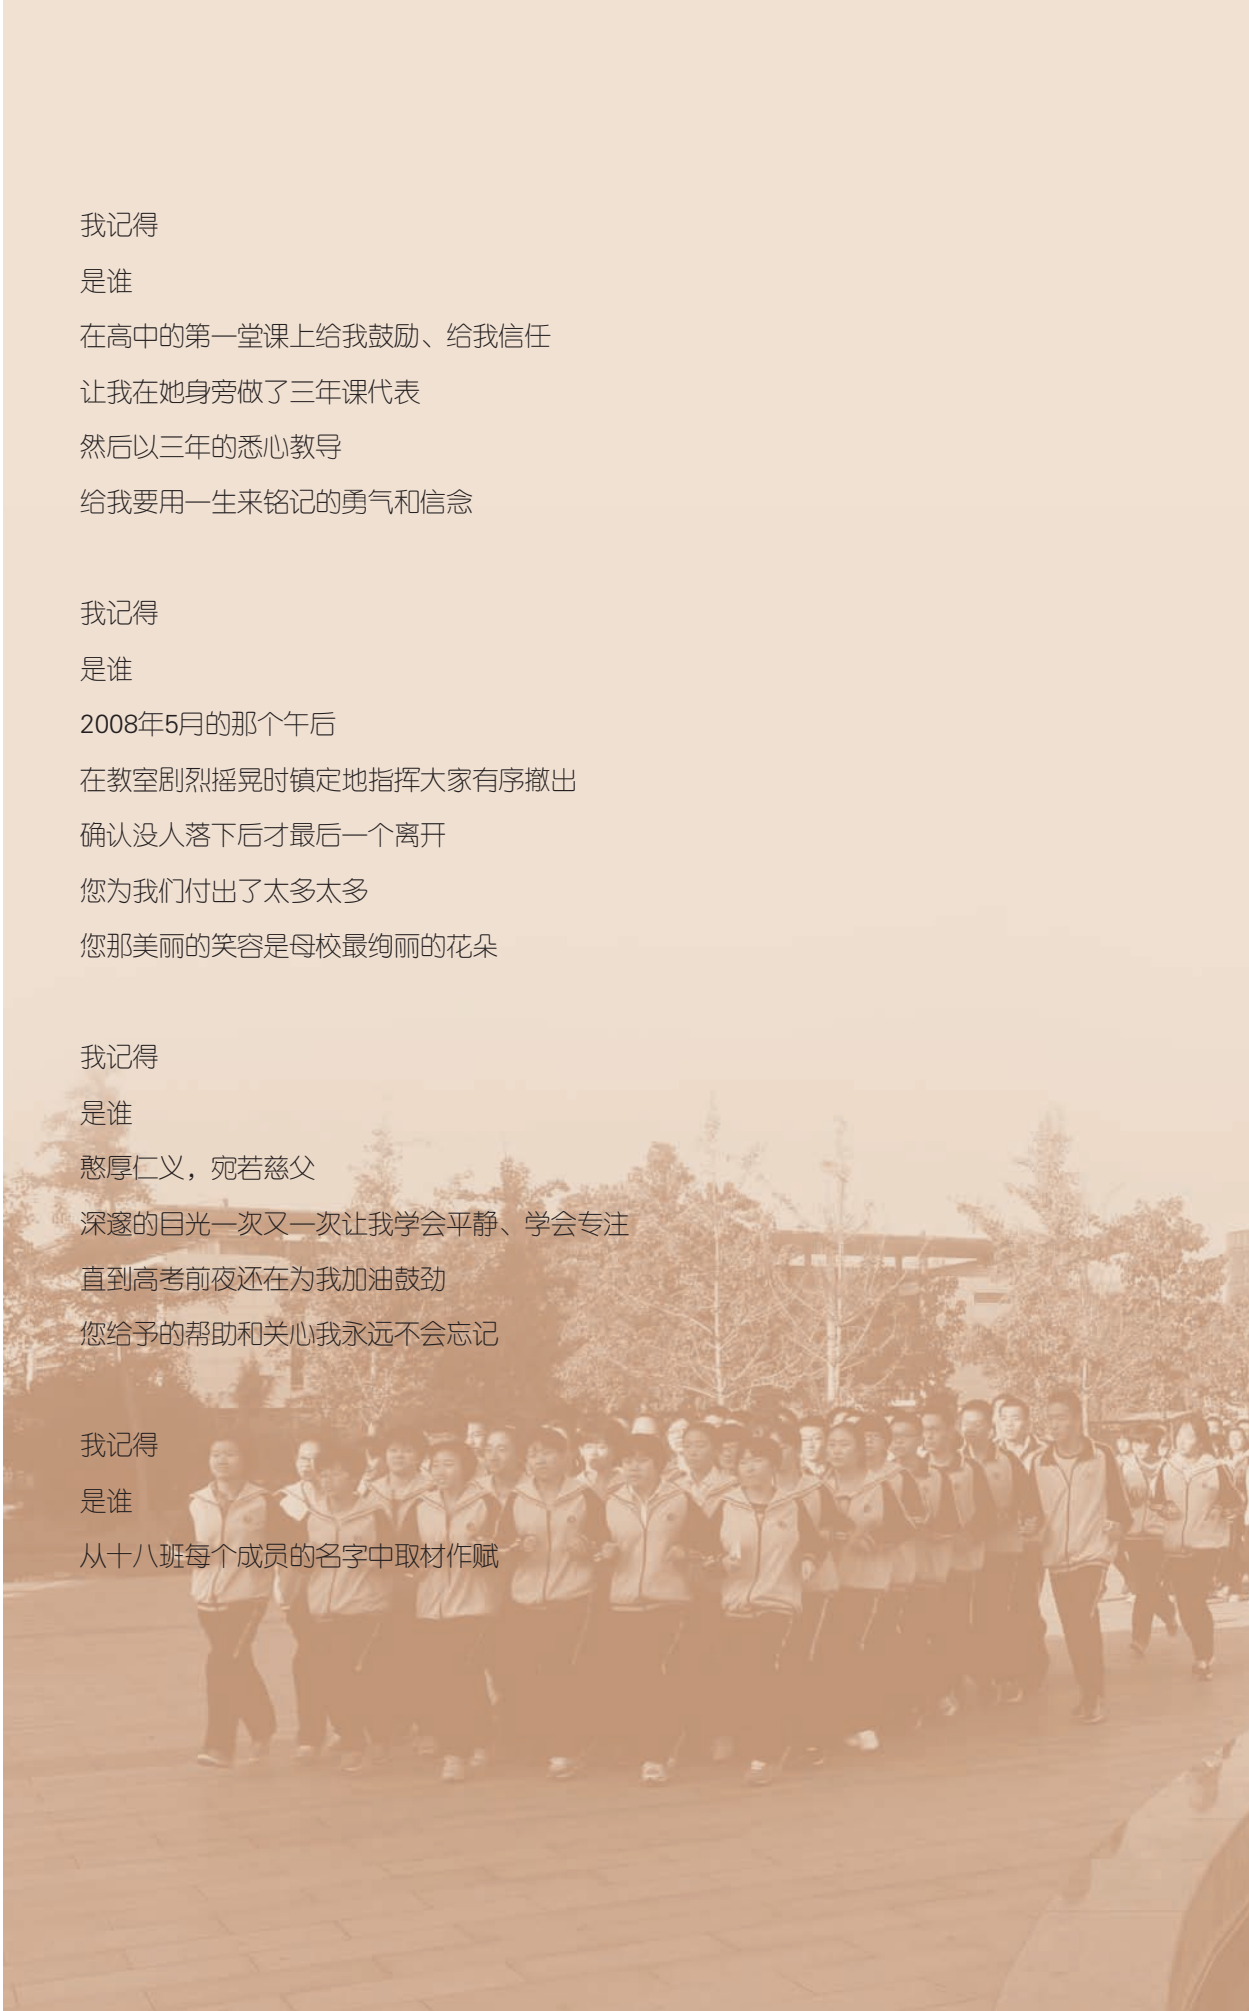 我记得
是谁
在高中的第一堂课上给我鼓励、给我信任
让我在她身旁做了三年课代表
然后以三年的悉心教导
给我要用一生来铭记的勇气和信念
我记得
是谁
2008年5月的那个午后
在教室剧烈摇晃时镇定地指挥大家有序撤出
确认没人落下后才最后一个离开
您为我们付出了太多太多
您那美丽的笑容是母校最绚丽的花朵
我记得
是谁
憨厚仁义，宛若慈父
深邃的目光一次又一次让我学会平静、学会专注
直到高考前夜还在为我加油鼓劲
您给予的帮助和关心我永远不会忘记
我记得
是谁
从十八班每个成员的名字中取材作赋